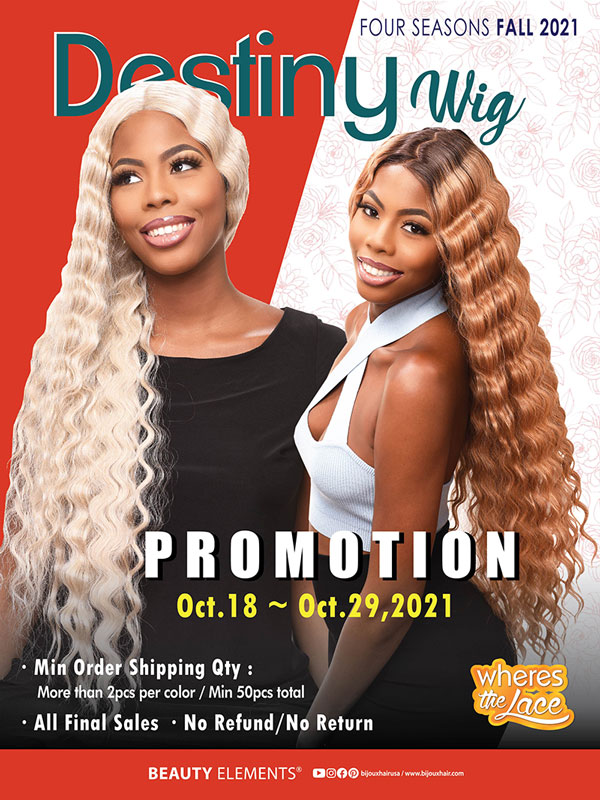 FOUR SEASONS FALL 2021
Destiny Wig
PROMOTION
Oct.18 ~ Oct.29,2021
· Min Order Shipping Qty :
More than 2pcs per color / Min 50pcs total
· All Final Sales · No Refund/No Return
wheres
the Lace
BEAUTY ELEMENTS® bijouxhairusa / www.bijouxhair.com